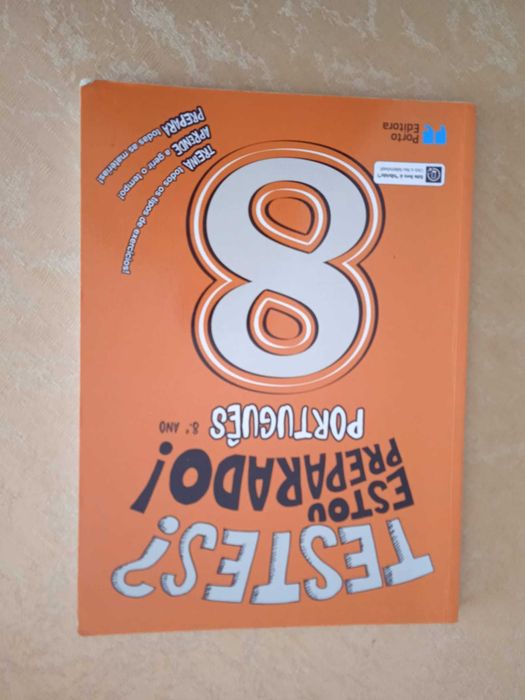 TESTES?
ESTOU
PREPARADO!
PORTUGUÊS 8.º ANO
8
TREINA todos os tipos de exercícios!
APRENDE a gerir o tempo!
PREPARA todas as matérias!
Porto
Editora